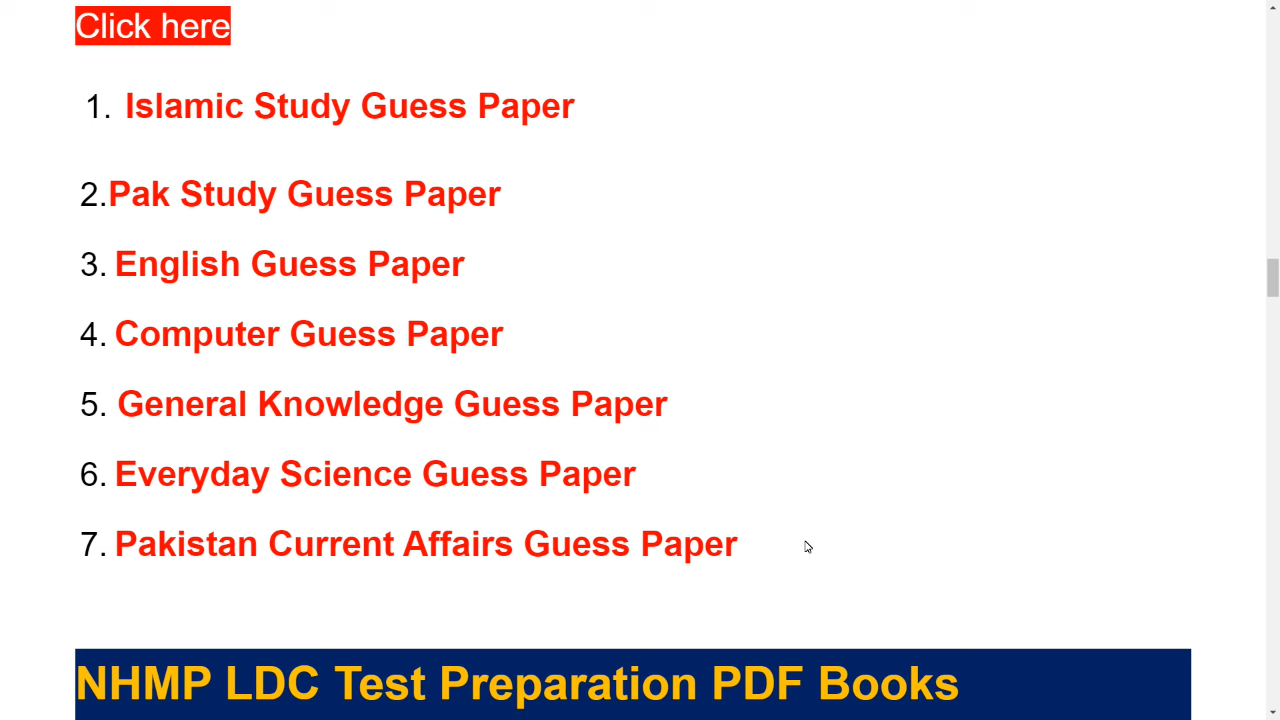 Click here
1. Islamic Study Guess Paper
2.Pak Study Guess Paper
3. English Guess Paper
4. Computer Guess Paper
5. General Knowledge Guess Paper
6. Everyday Science Guess Paper
7. Pakistan Current Affairs Guess Paper
NHMP LDC Test Preparation PDF Books